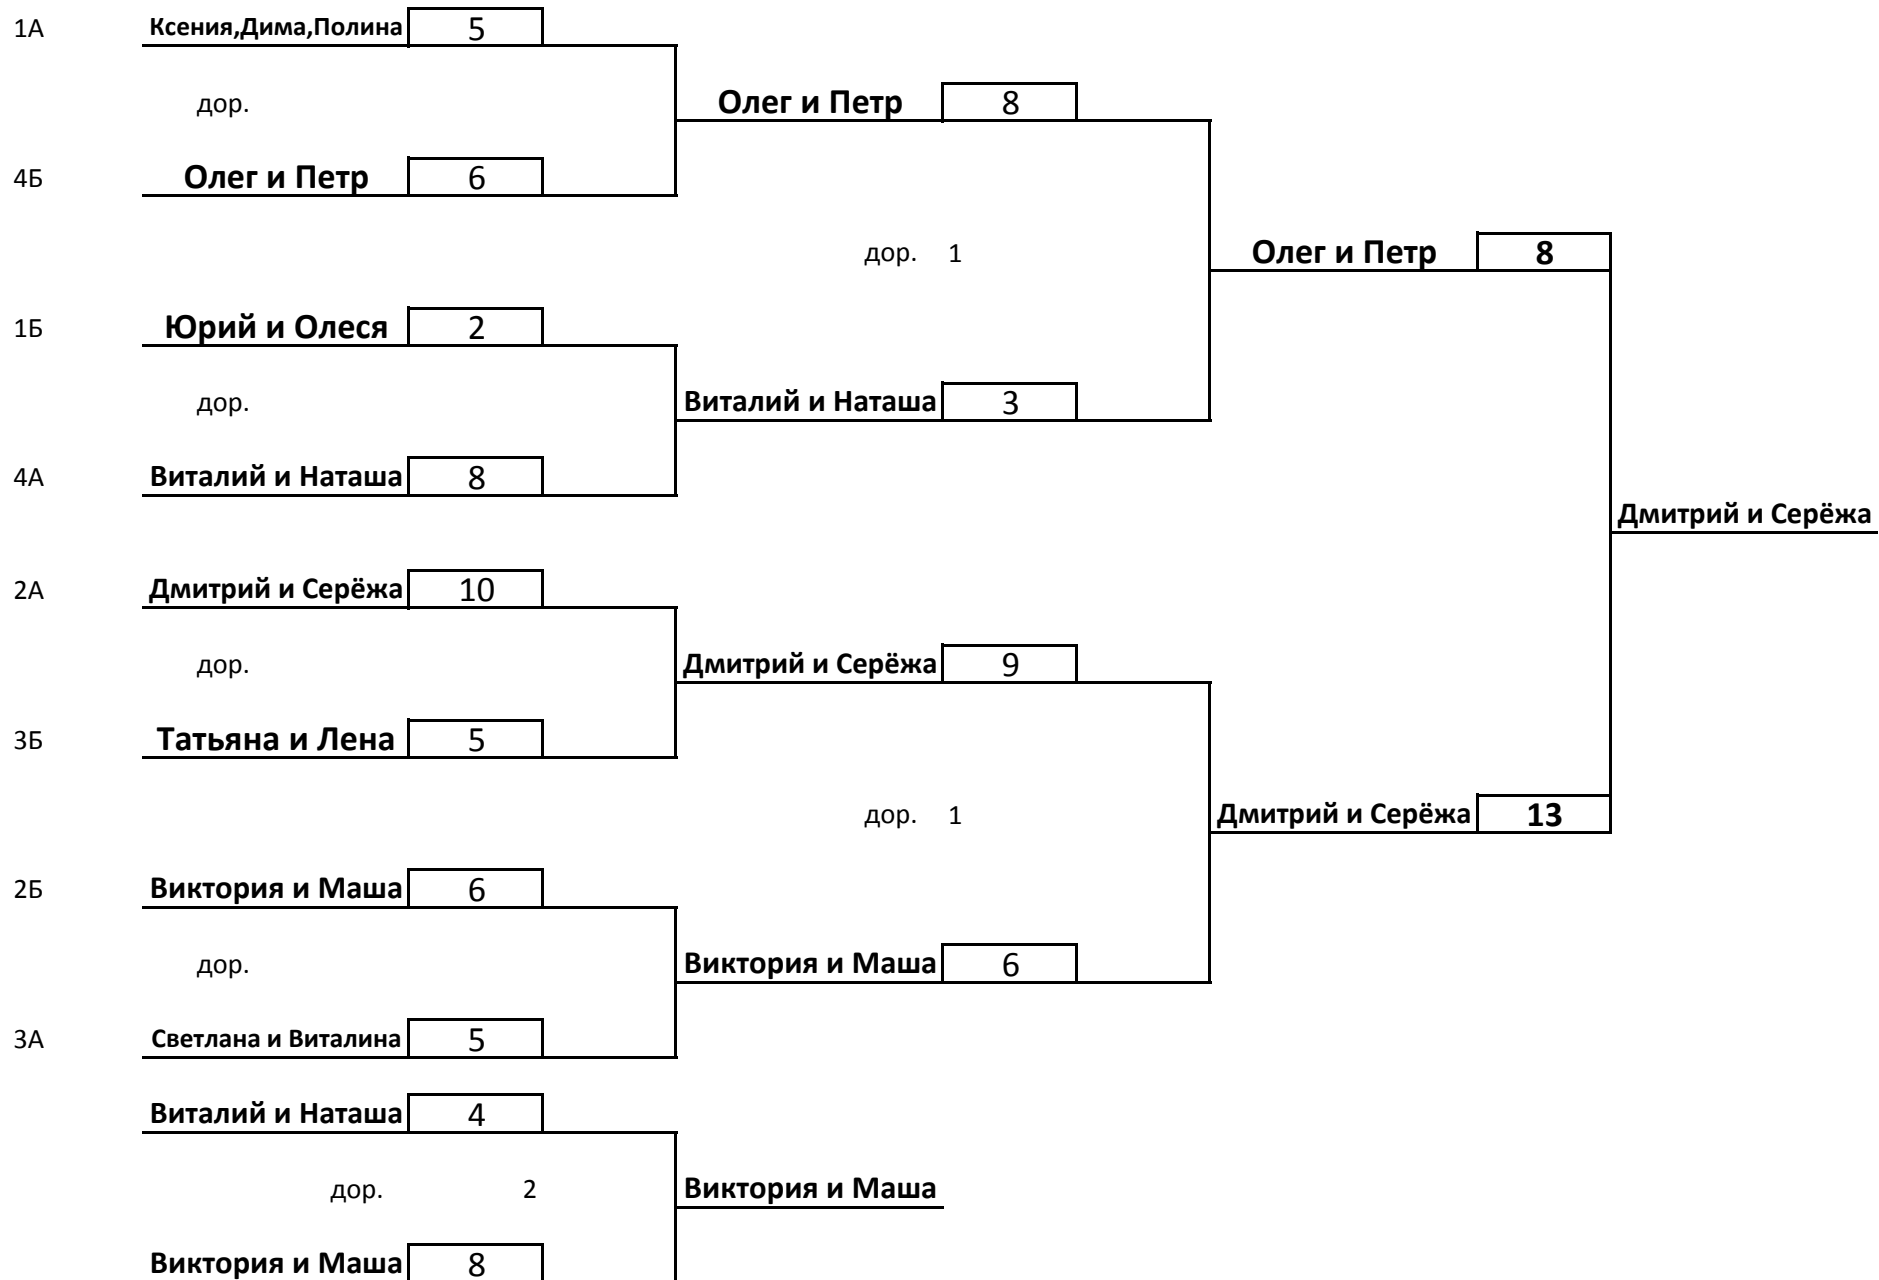 1А Ксения,Дима,Полина 5
дор. Олег и Петр 8
4Б Олег и Петр 6
дор. 1 Олег и Петр 8
1Б Юрий и Олеся 2
дор. Виталий и Наташа 3
4А Виталий и Наташа 8
Дмитрий и Серёжа
2А Дмитрий и Серёжа 10
дор. Дмитрий и Серёжа 9
3Б Татьяна и Лена 5
дор. 1 Дмитрий и Серёжа 13
2Б Виктория и Маша 6
дор. Виктория и Маша 6
3А Светлана и Виталина 5
Виталий и Наташа 4
дор. 2 Виктория и Маша
Виктория и Маша 8